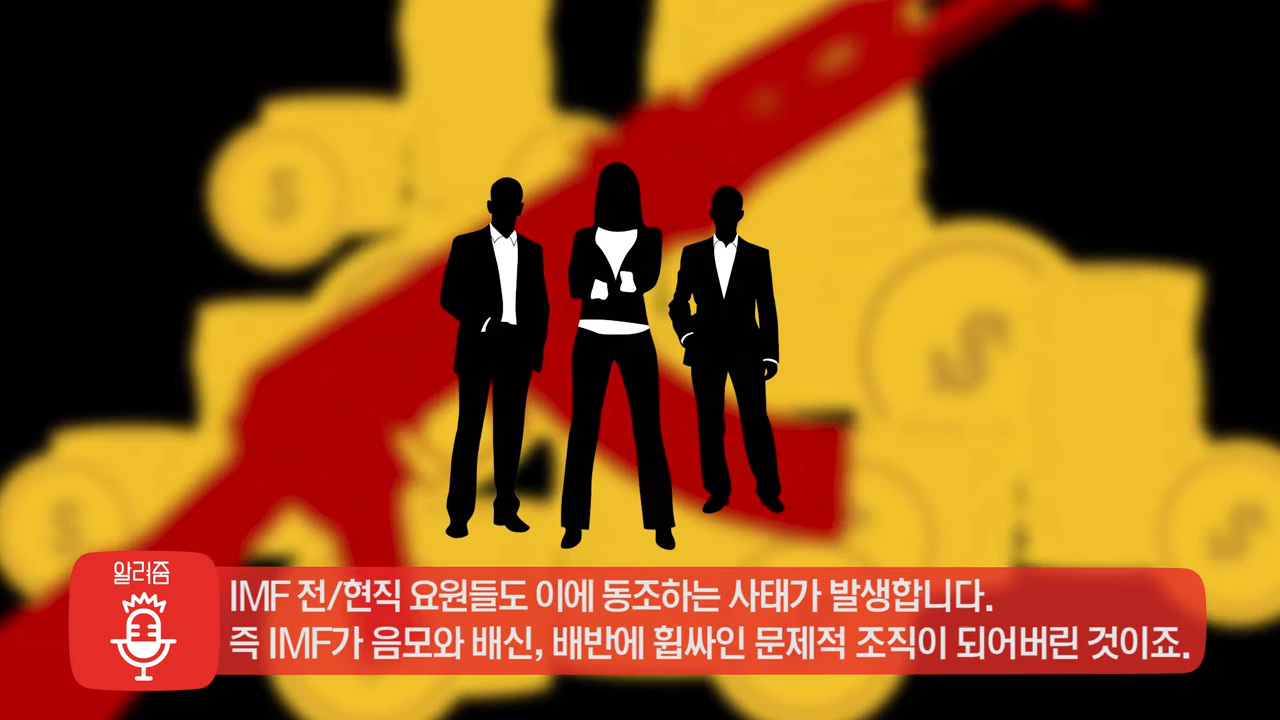 알려줌
IMF 전/현직 요원들도 이에 동조하는 사태가 발생합니다.
즉 IMF가 음모와 배신, 배반에 휩싸인 문제적 조직이 되어버린 것이죠.